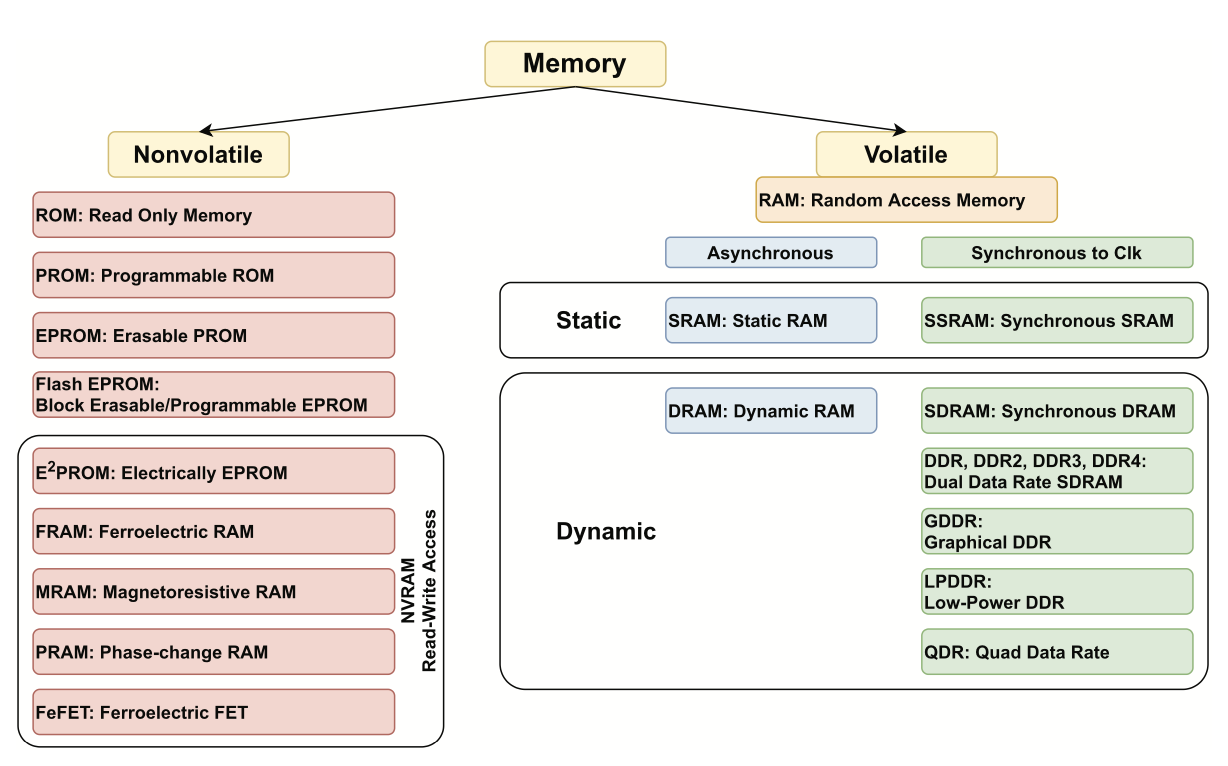 Memory
Nonvolatile
ROM: Read Only Memory
PROM: Programmable ROM
EPROM: Erasable PROM
Flash EPROM:
Block Erasable/Programmable EPROM
E²PROM: Electrically EPROM
FRAM: Ferroelectric RAM
MRAM: Magnetoresistive RAM
PRAM: Phase-change RAM
FeFET: Ferroelectric FET
NVRAM
Read-Write Access
Volatile
RAM: Random Access Memory
Asynchronous
Synchronous to Clk
Static
SRAM: Static RAM
SSRAM: Synchronous SRAM
Dynamic
DRAM: Dynamic RAM
SDRAM: Synchronous DRAM
DDR, DDR2, DDR3, DDR4:
Dual Data Rate SDRAM
GDDR:
Graphical DDR
LPDDR:
Low-Power DDR
QDR: Quad Data Rate